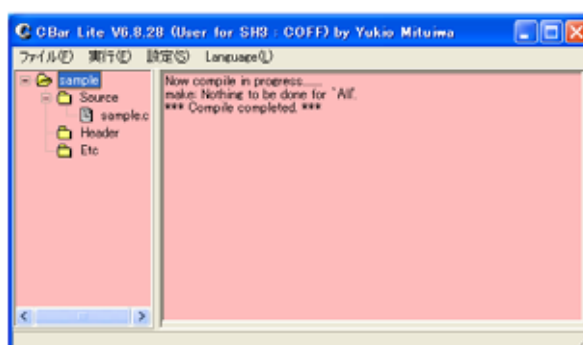 CBar Lite V6.8.28 (User for SH3 : COFF) by Yukio Mituiwa
ファイル(F) 実行(E) 設定(S) Language(L)
sample
Source
sample.c
Header
Etc
Now compile in progress......
make: Nothing to be done for `All'.
*** Compile completed. ***